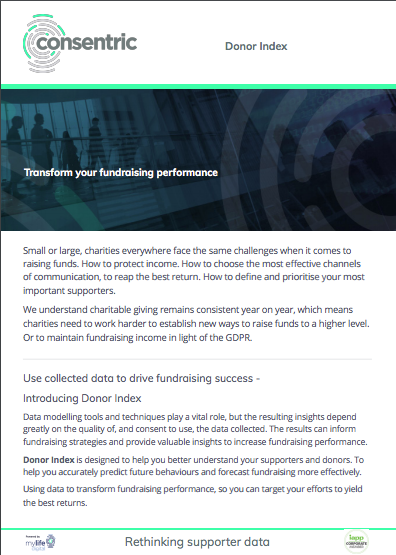 consentric
Donor Index
Transform your fundraising performance
Small or large, charities everywhere face the same challenges when it comes to
raising funds. How to protect income. How to choose the most effective channels
of communication, to reap the best return. How to define and prioritise your most
important supporters.
We understand charitable giving remains consistent year on year, which means
charities need to work harder to establish new ways to raise funds to a higher level.
Or to maintain fundraising income in light of the GDPR.
Use collected data to drive fundraising success -
Introducing Donor Index
Data modelling tools and techniques play a vital role, but the resulting insights depend
greatly on the quality of, and consent to use, the data collected. The results can inform
fundraising strategies and provide valuable insights to increase fundraising performance.
Donor Index is designed to help you better understand your supporters and donors. To
help you accurately predict future behaviours and forecast fundraising more effectively.
Using data to transform fundraising performance, so you can target your efforts to yield
the best returns.
Powered by
mylife
Digital
Rethinking supporter data
iapp
CORPORATE
MEMBER